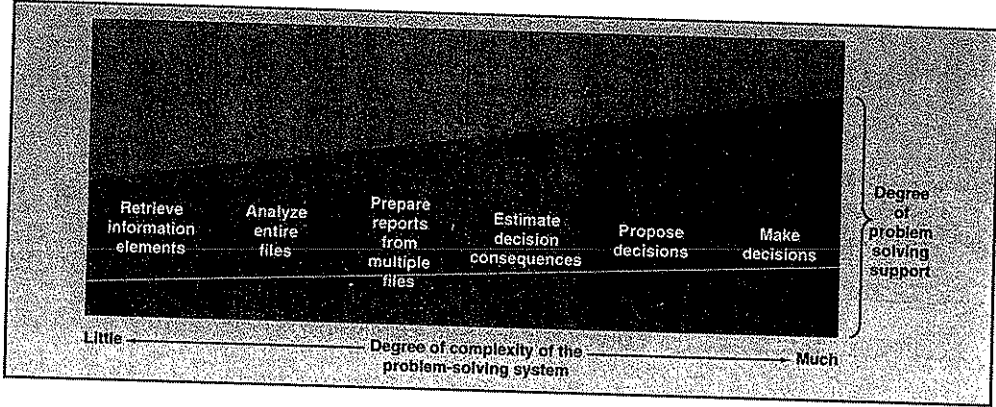 Retrieve
information
elements
Analyze
entire
files
Prepare
reports
from
multiple
files
Estimate
decision
consequences
Propose
decisions
Make
decisions
Degree
of
problem
solving
support
Little
Degree of complexity of the
problem-solving system
Much